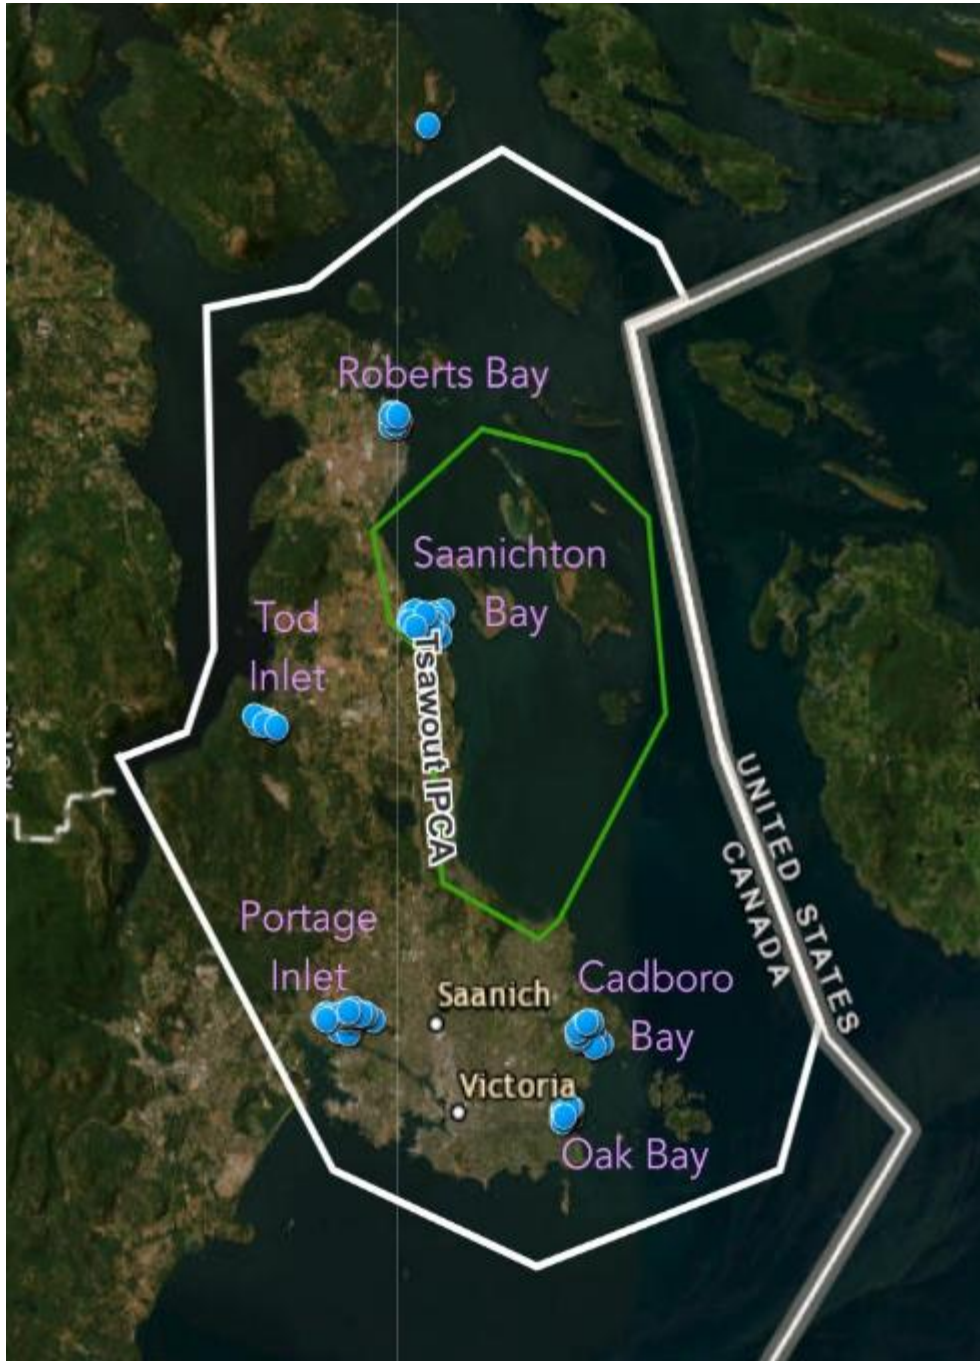 Roberts Bay
Saanichton
Bay
Tod
Inlet
Tsawout IPCA
UNITED STATES
CANADA
Portage
Inlet
Saanich
Cadboro
Bay
Victoria
Oak Bay